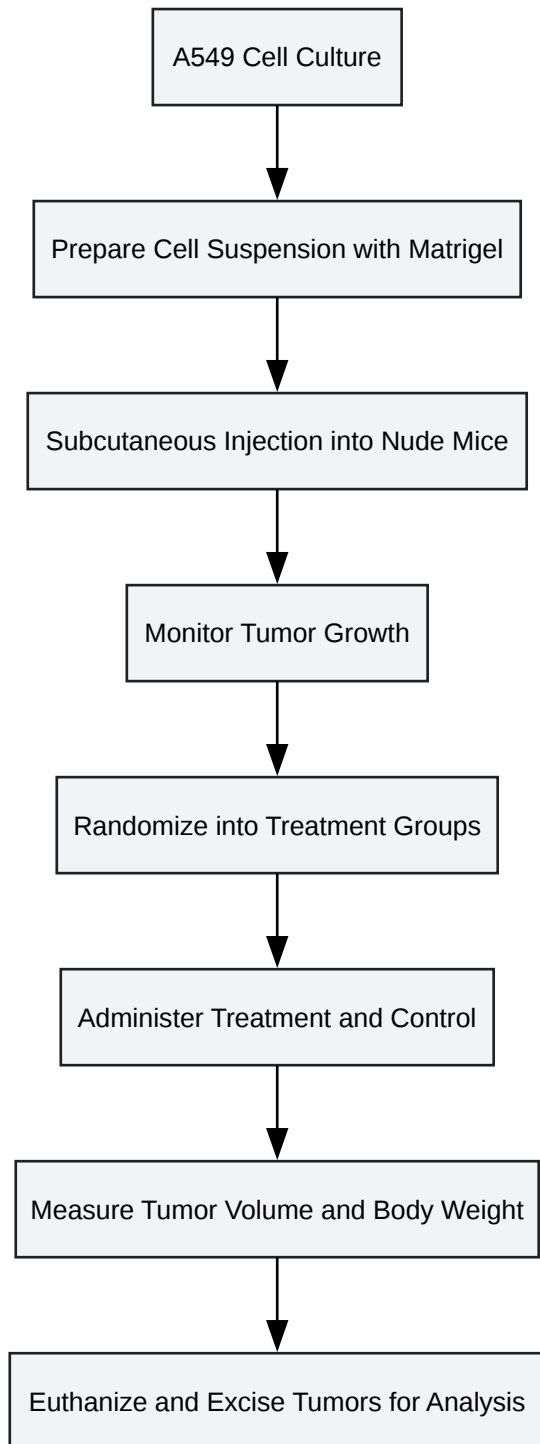 A549 Cell Culture
Prepare Cell Suspension with Matrigel
Subcutaneous Injection into Nude Mice
Monitor Tumor Growth
Randomize into Treatment Groups
Administer Treatment and Control
Measure Tumor Volume and Body Weight
Euthanize and Excise Tumors for Analysis